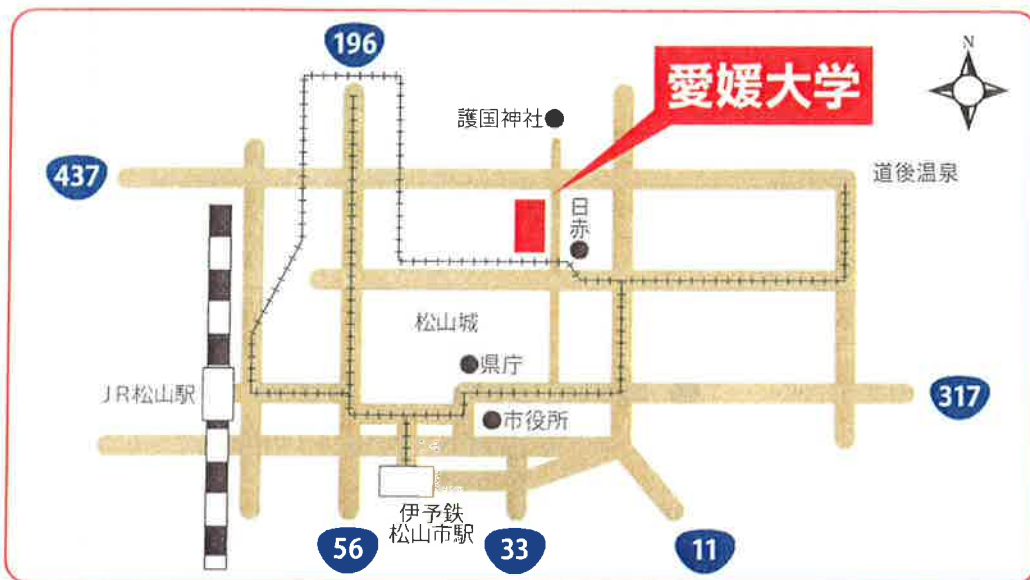 196
N
愛媛大学
護国神社
437
道後温泉
日赤
松山城
県庁
JR松山駅
317
市役所
伊予鉄
松山市駅
56
33
11